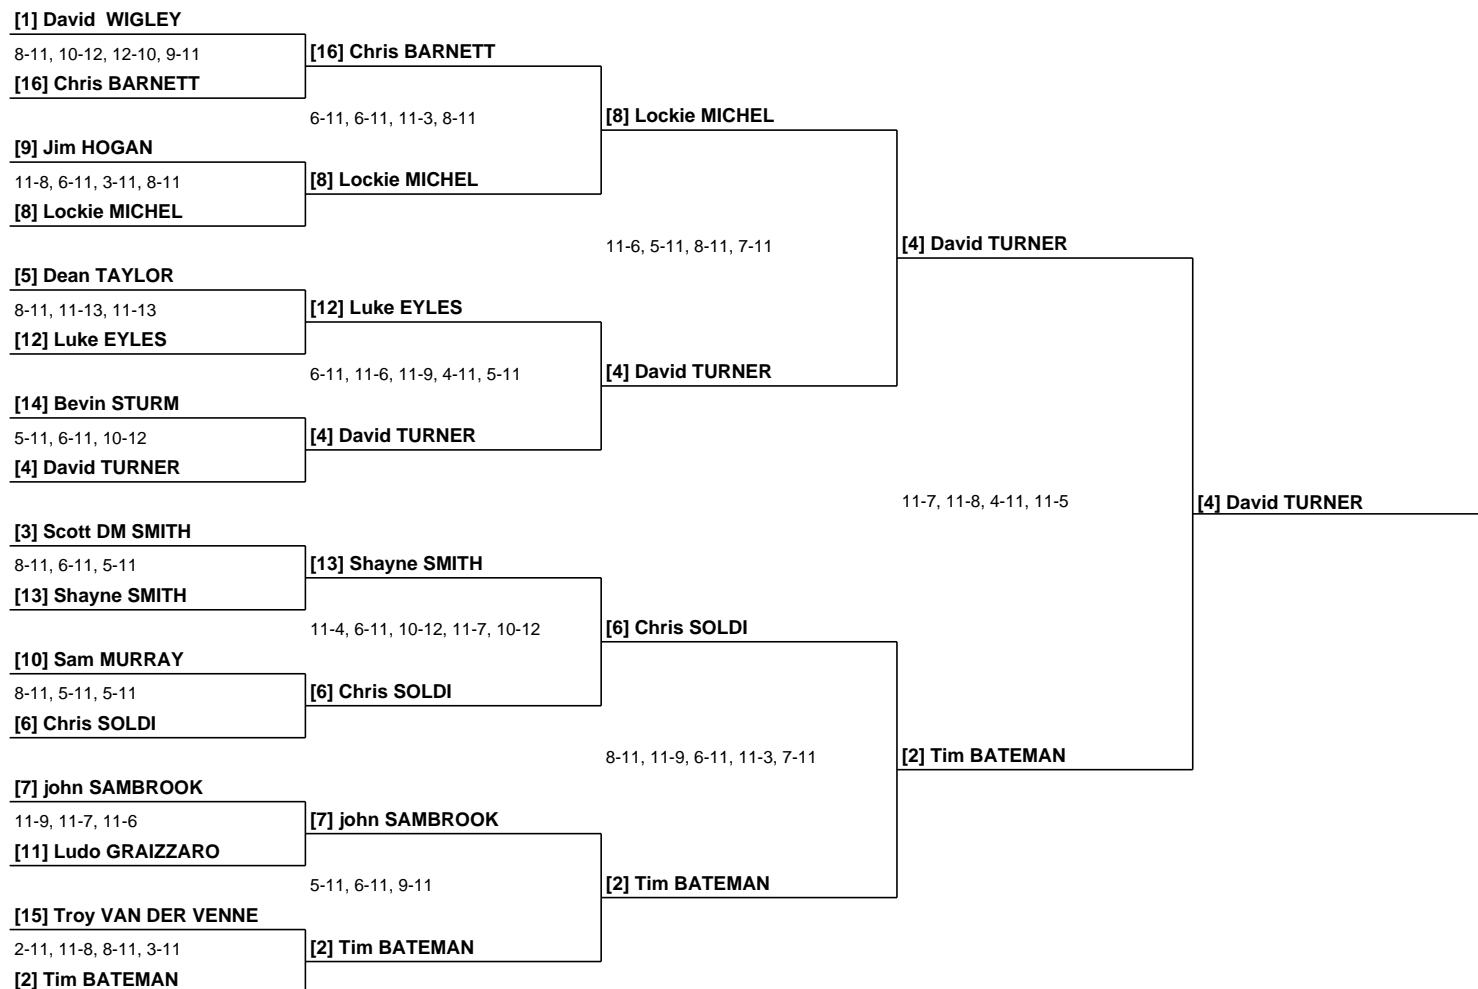 [1] David  WIGLEY
8-11, 10-12, 12-10, 9-11
[16] Chris BARNETT
[16] Chris BARNETT
6-11, 6-11, 11-3, 8-11
[8] Lockie MICHEL
[9] Jim HOGAN
11-8, 6-11, 3-11, 8-11
[8] Lockie MICHEL
[8] Lockie MICHEL
11-6, 5-11, 8-11, 7-11
[4] David TURNER
[5] Dean TAYLOR
8-11, 11-13, 11-13
[12] Luke EYLES
[12] Luke EYLES
6-11, 11-6, 11-9, 4-11, 5-11
[4] David TURNER
[14] Bevin STURM
5-11, 6-11, 10-12
[4] David TURNER
[4] David TURNER
11-7, 11-8, 4-11, 11-5
[4] David TURNER
[3] Scott DM SMITH
8-11, 6-11, 5-11
[13] Shayne SMITH
[13] Shayne SMITH
11-4, 6-11, 10-12, 11-7, 10-12
[6] Chris SOLDI
[10] Sam MURRAY
8-11, 5-11, 5-11
[6] Chris SOLDI
[6] Chris SOLDI
8-11, 11-9, 6-11, 11-3, 7-11
[2] Tim BATEMAN
[7] john SAMBROOK
11-9, 11-7, 11-6
[11] Ludo GRAIZZARO
[7] john SAMBROOK
5-11, 6-11, 9-11
[2] Tim BATEMAN
[15] Troy VAN DER VENNE
2-11, 11-8, 8-11, 3-11
[2] Tim BATEMAN
[2] Tim BATEMAN